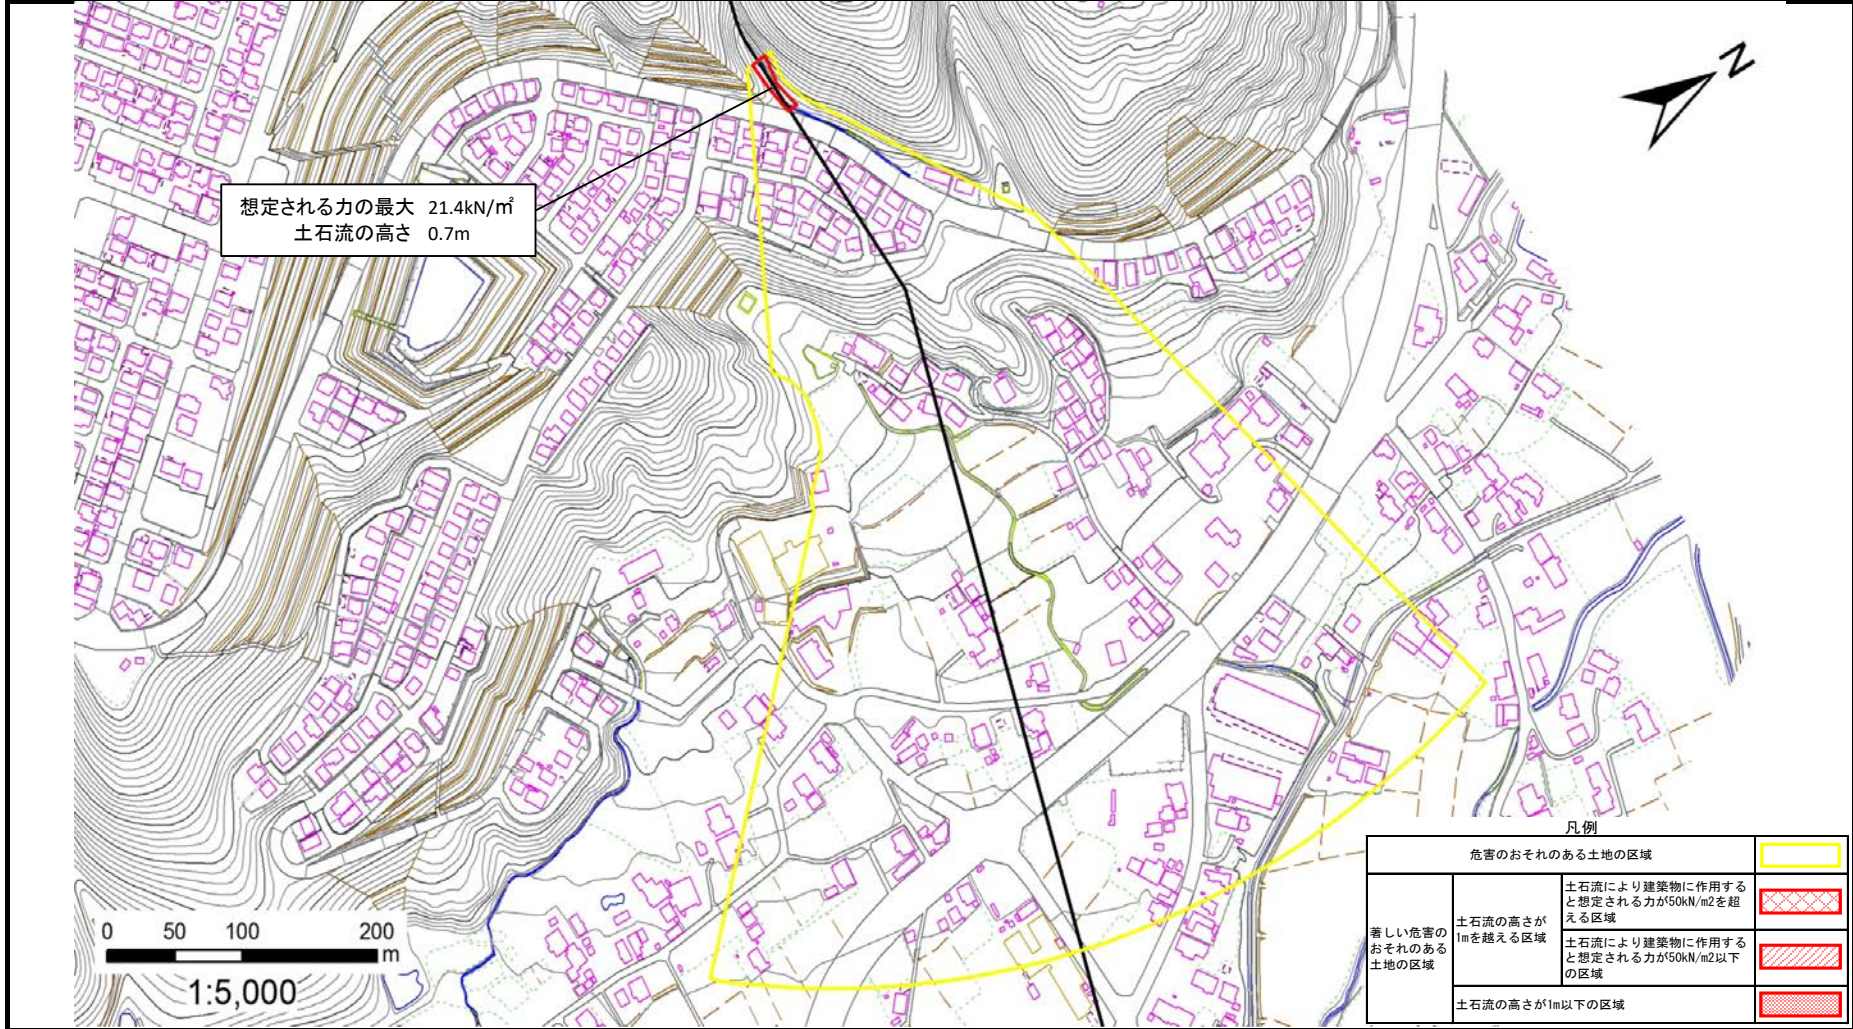 N
想定される力の最大 21.4kN/㎡
土石流の高さ 0.7m
0 50 100 200
m
1:5,000
凡例
危害のおそれのある土地の区域
著しい危害の
おそれのある
土地の区域
土石流の高さが
1mを越える区域
土石流により建築物に作用する
と想定される力が50kN/m2を超
える区域
土石流により建築物に作用する
と想定される力が50kN/m2以下
の区域
土石流の高さが1m以下の区域